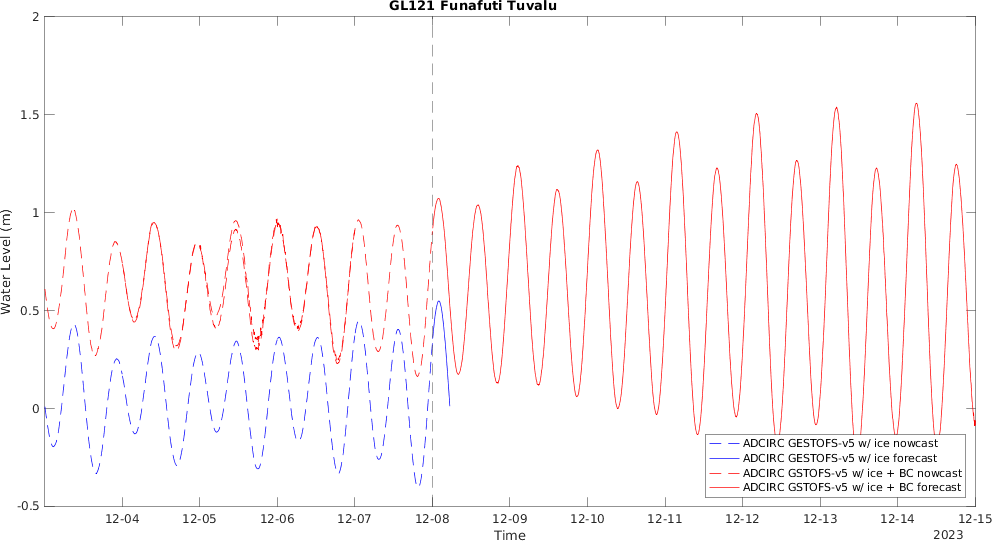 GL121 Funafuti Tuvalu
Water Level (m)
2
1.5
1
0.5
0
-0.5
12-04 12-05 12-06 12-07 12-08 12-09 12-10 12-11 12-12 12-13 12-14 12-15
Time
2023
ADCIRC GESTOFS-v5 w/ ice nowcast
ADCIRC GESTOFS-v5 w/ ice forecast
ADCIRC GSTOFS-v5 w/ ice + BC nowcast
ADCIRC GSTOFS-v5 w/ ice + BC forecast